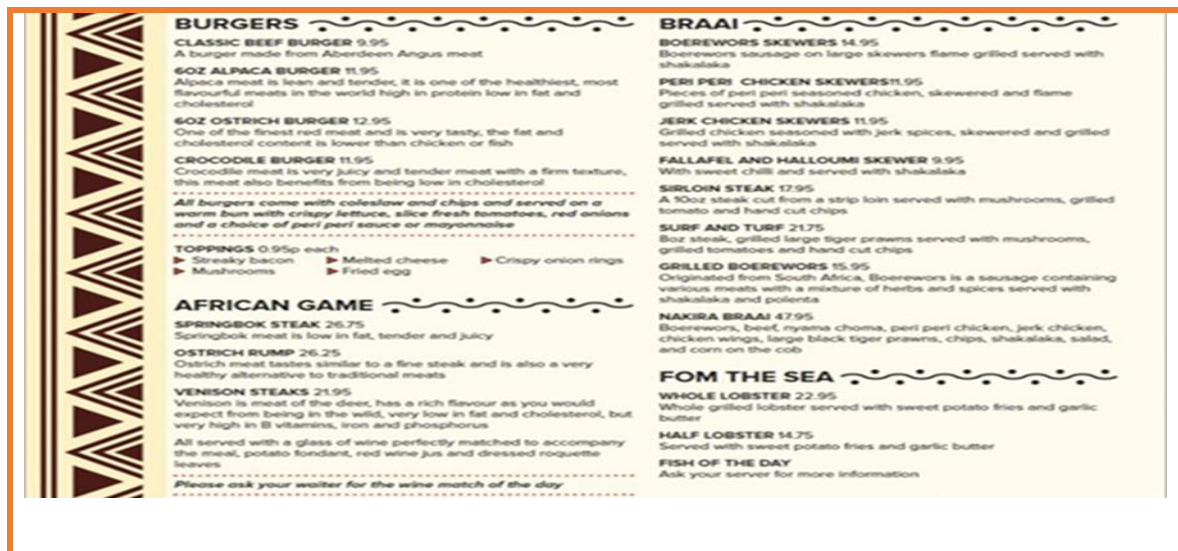 BURGERS
CLASSIC BEEF BURGER 9.95
A burger made from Aberdeen Angus meat
6OZ ALPACA BURGER 11.95
Alpaca meat is lean and tender, it is one of the healthiest, most
flavourful meats in the world high in protein low in fat and
cholesterol
6OZ OSTRICH BURGER 12.95
One of the finest red meat and is very tasty, the fat and
cholesterol content is lower than chicken or fish
CROCODILE BURGER 11.95
Crocodile meat is very juicy and tender meat with a firm texture,
this meat also benefits from being low in cholesterol
All burgers come with coleslaw and chips and served on a
warm bun with crispy lettuce, slice fresh tomatoes, red onions
and a choice of peri peri sauce or mayonnaise
TOPPINGS 0.95p each
Streaky bacon Melted cheese Crispy onion rings
Mushrooms Fried egg
AFRICAN GAME
SPRINGBOK STEAK 26.75
Springbok meat is low in fat, tender and juicy
OSTRICH RUMP 26.25
Ostrich meat tastes similar to a fine steak and is also a very
healthy alternative to traditional meats
VENISON STEAKS 21.95
Venison is meat of the deer, has a rich flavour as you would
expect from being in the wild, very low in fat and cholesterol, but
very high in B vitamins, iron and phosphorus
All served with a glass of wine perfectly matched to accompany
the meal, potato fondant, red wine jus and dressed roquette
leaves
Please ask your waiter for the wine match of the day
BRAAI
BOEREWORS SKEWERS 14.95
Boerewors sausage on large skewers flame grilled served with
shakalaka
PERI PERI CHICKEN SKEWERS11.95
Pieces of peri peri seasoned chicken, skewered and flame
grilled served with shakalaka
JERK CHICKEN SKEWERS 11.95
Grilled chicken seasoned with jerk spices, skewered and grilled
served with shakalaka
FALLAFEL AND HALLOUMI SKEWER 9.95
With sweet chilli and served with shakalaka
SIRLOIN STEAK 17.95
A 10oz steak cut from a strip loin served with mushrooms, grilled
tomato and hand cut chips
SURF AND TURF 21.75
8oz steak, grilled large tiger prawns served with mushrooms,
grilled tomatoes and hand cut chips
GRILLED BOEREWORS 15.95
Originated from South Africa, Boerewors is a sausage containing
various meats with a mixture of herbs and spices served with
shakalaka and polenta
NAKIRA BRAAI 47.95
Boerewors, beef, nyama choma, peri peri chicken, jerk chicken,
chicken wings, large black tiger prawns, chips, shakalaka, salad,
and corn on the cob
FOM THE SEA
WHOLE LOBSTER 22.95
Whole grilled lobster served with sweet potato fries and garlic
butter
HALF LOBSTER 14.75
Served with sweet potato fries and garlic butter
FISH OF THE DAY
Ask your server for more information